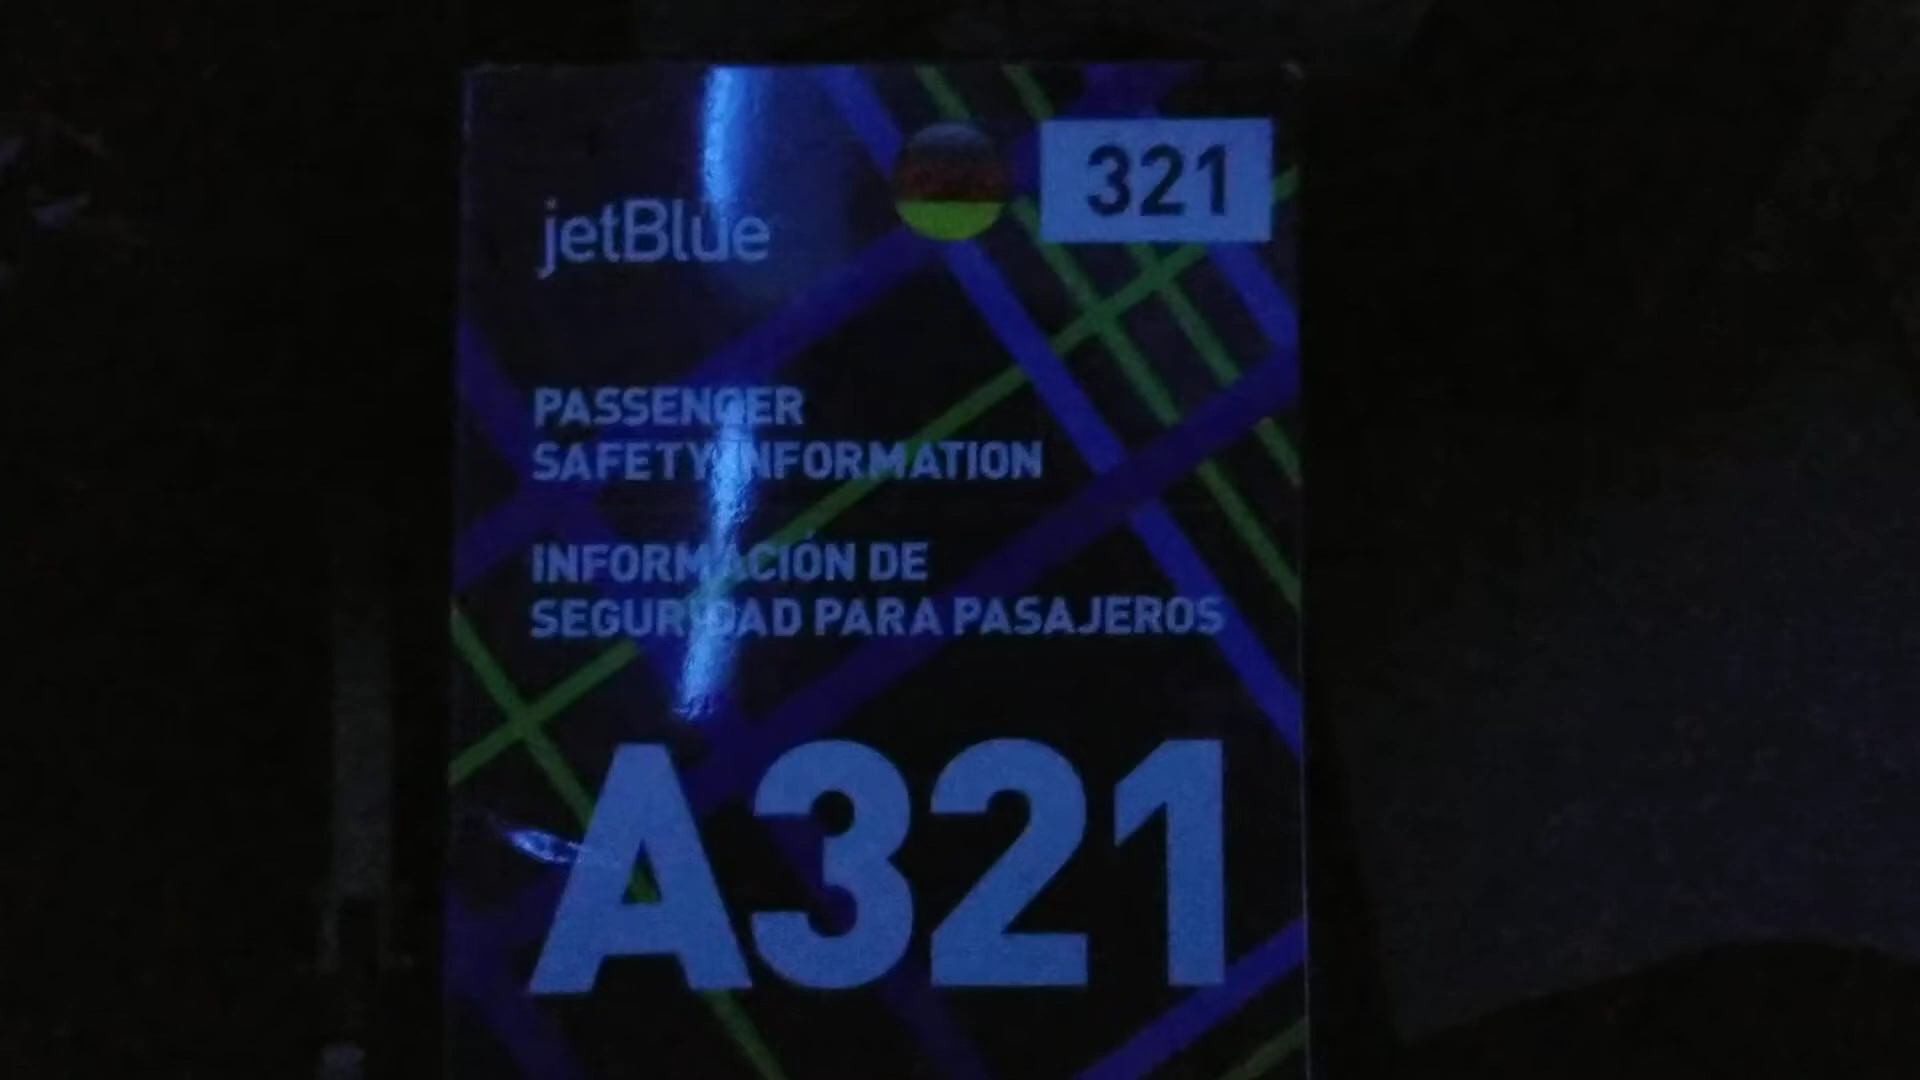 jetBlue
321
PASSENGER
SAFETY INFORMATION
INFORMACIÓN DE
SEGURIDAD PARA PASAJEROS
A321